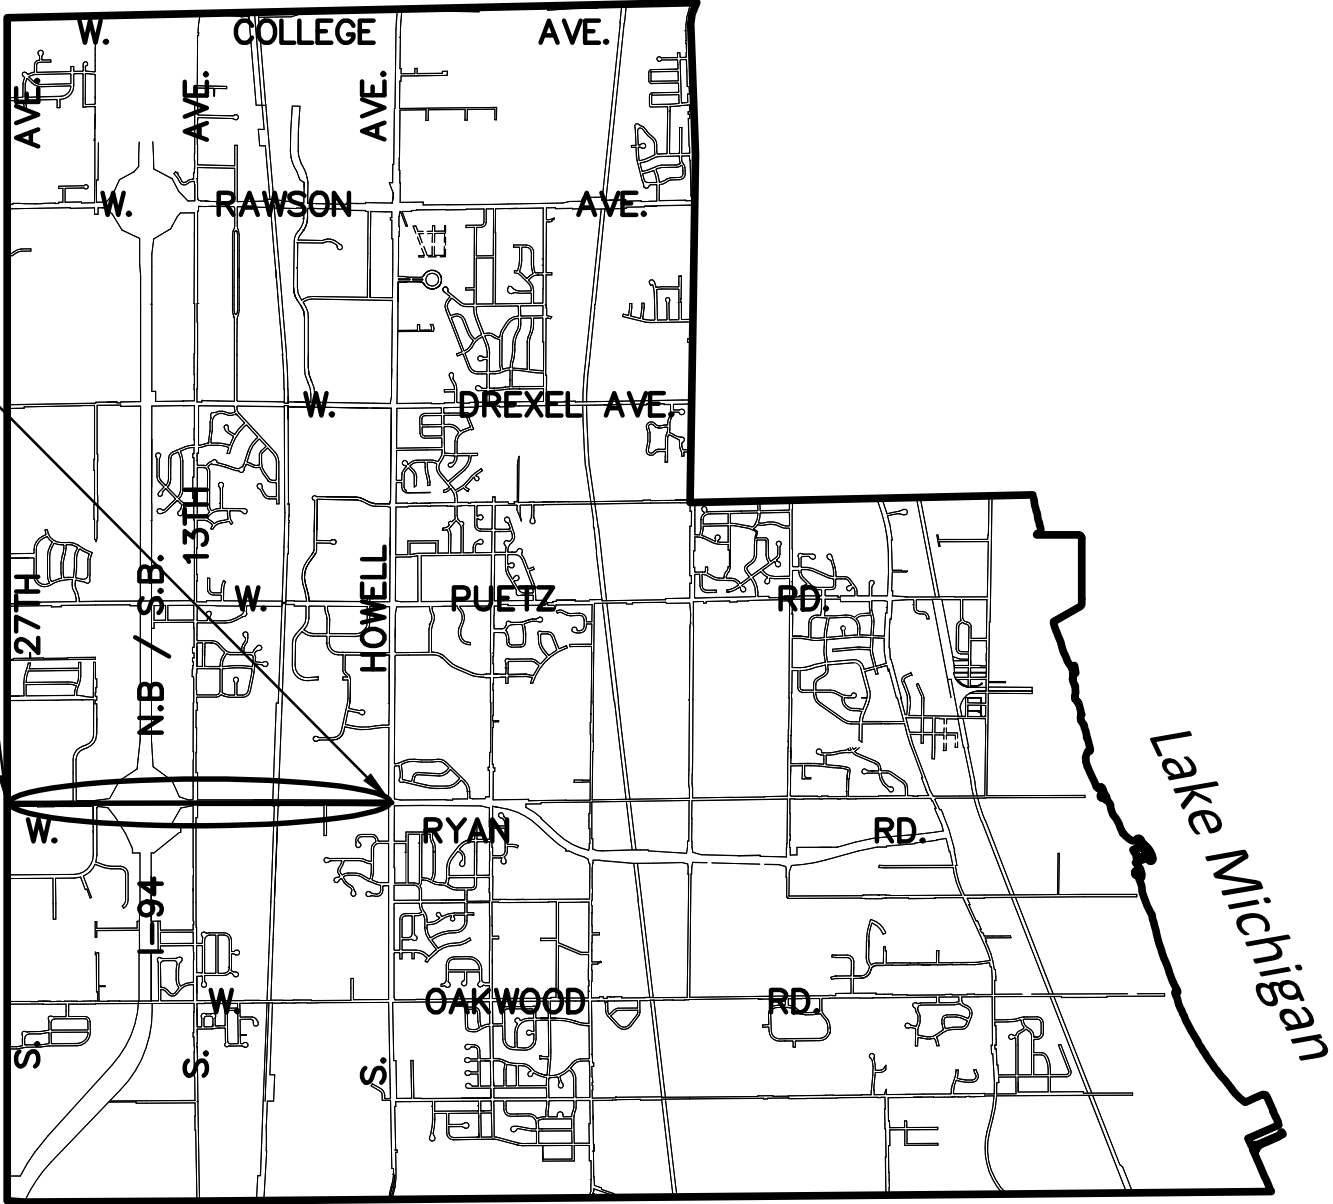 W. COLLEGE AVE.
W. RAWSON AVE.
W. DREXEL AVE.
W. PUETZ RD.
W. RYAN RD.
W. OAKWOOD RD.
S. 27TH AVE.
I-94 N.B / S.B.
S. 13TH AVE.
S. HOWELL AVE.
Lake Michigan